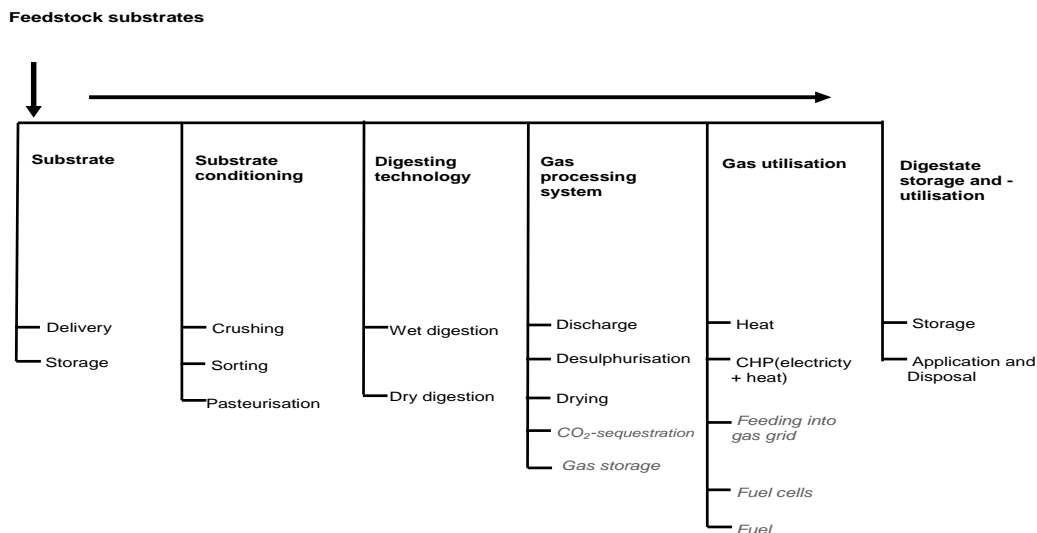 Feedstock substrates
Substrate
Substrate
conditioning
Digesting
technology
Gas
processing
system
Gas utilisation
Digestate
storage and -
utilisation
Delivery
Storage
Crushing
Sorting
Pasteurisation
Wet digestion
Dry digestion
Discharge
Desulphurisation
Drying
CO₂-sequestration
Gas storage
Heat
CHP(electricty
+ heat)
Feeding into
gas grid
Fuel cells
Fuel
Storage
Application and
Disposal